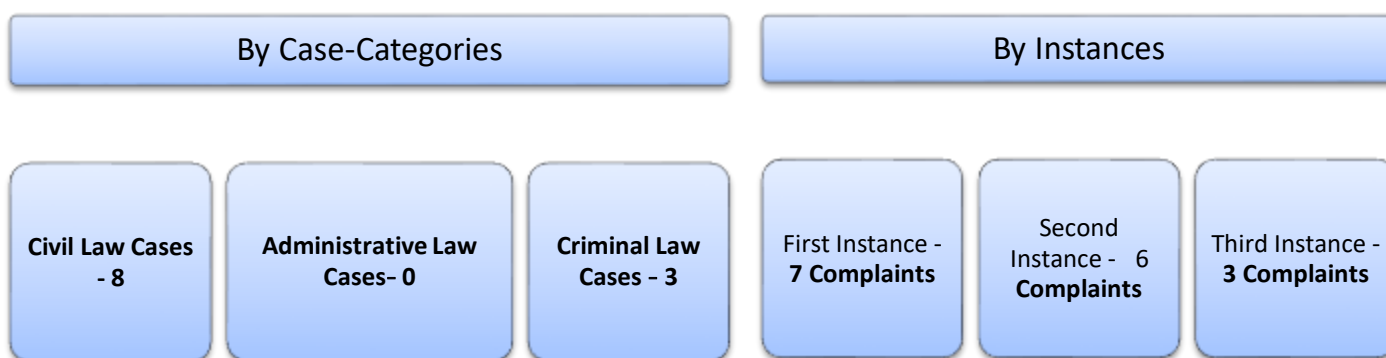 By Case-Categories
By Instances
Civil Law Cases
- 8
Administrative Law
Cases– 0
Criminal Law
Cases – 3
First Instance -
7 Complaints
Second
Instance -   6
Complaints
Third Instance -
3 Complaints